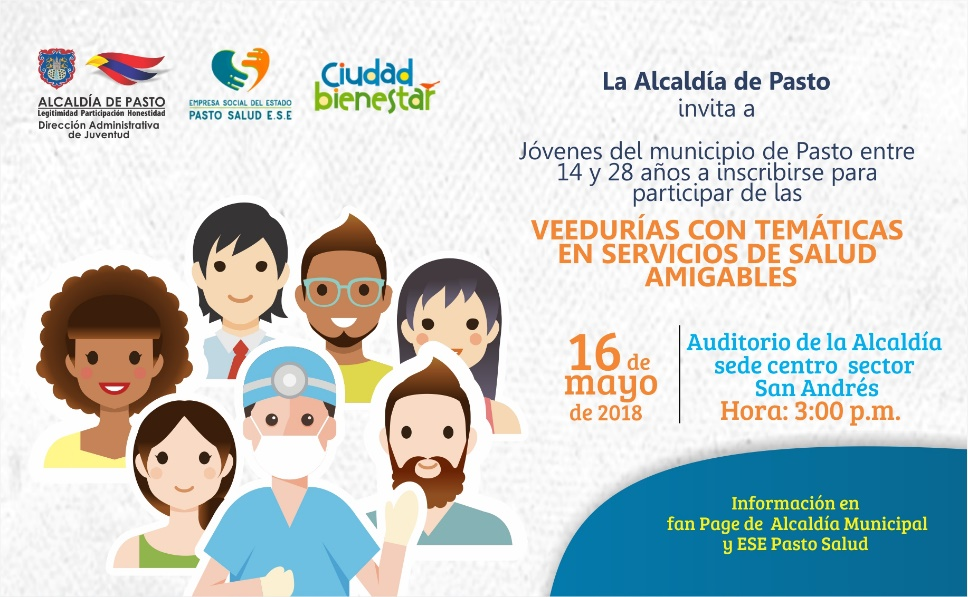 ALCALDÍA DE PASTO
Legitimidad Participación Honestidad
Dirección Administrativa
de Juventud
EMPRESA SOCIAL DEL ESTADO
PASTO SALUD E.S.E
Ciudad
bienestar
La Alcaldía de Pasto
invita a
Jóvenes del municipio de Pasto entre
14 y 28 años a inscribirse para
participar de las
VEEDURÍAS CON TEMÁTICAS
EN SERVICIOS DE SALUD
AMIGABLES
16 de
mayo
de 2018
Auditorio de la Alcaldía
sede centro sector
San Andrés
Hora: 3:00 p.m.
Información en
fan Page de Alcaldía Municipal
y ESE Pasto Salud